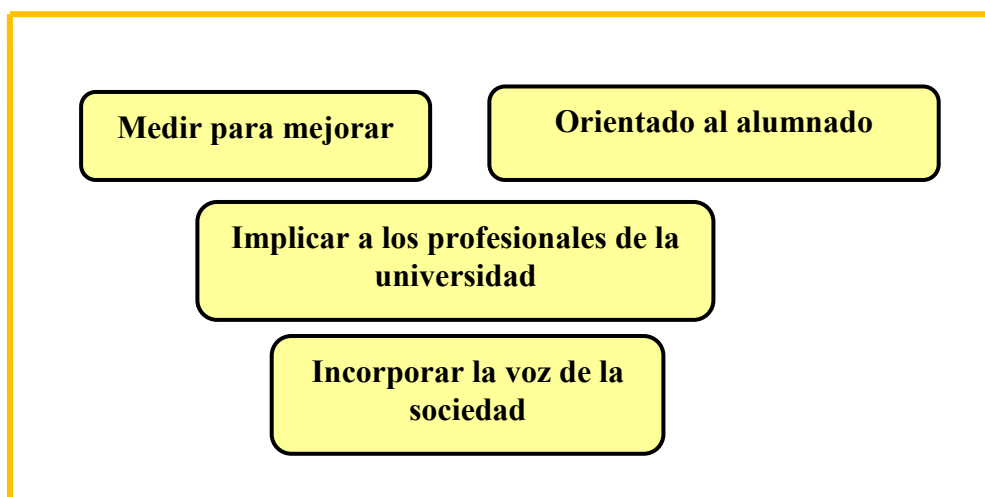 Medir para mejorar
Orientado al alumnado
Implicar a los profesionales de la
universidad
Incorporar la voz de la
sociedad